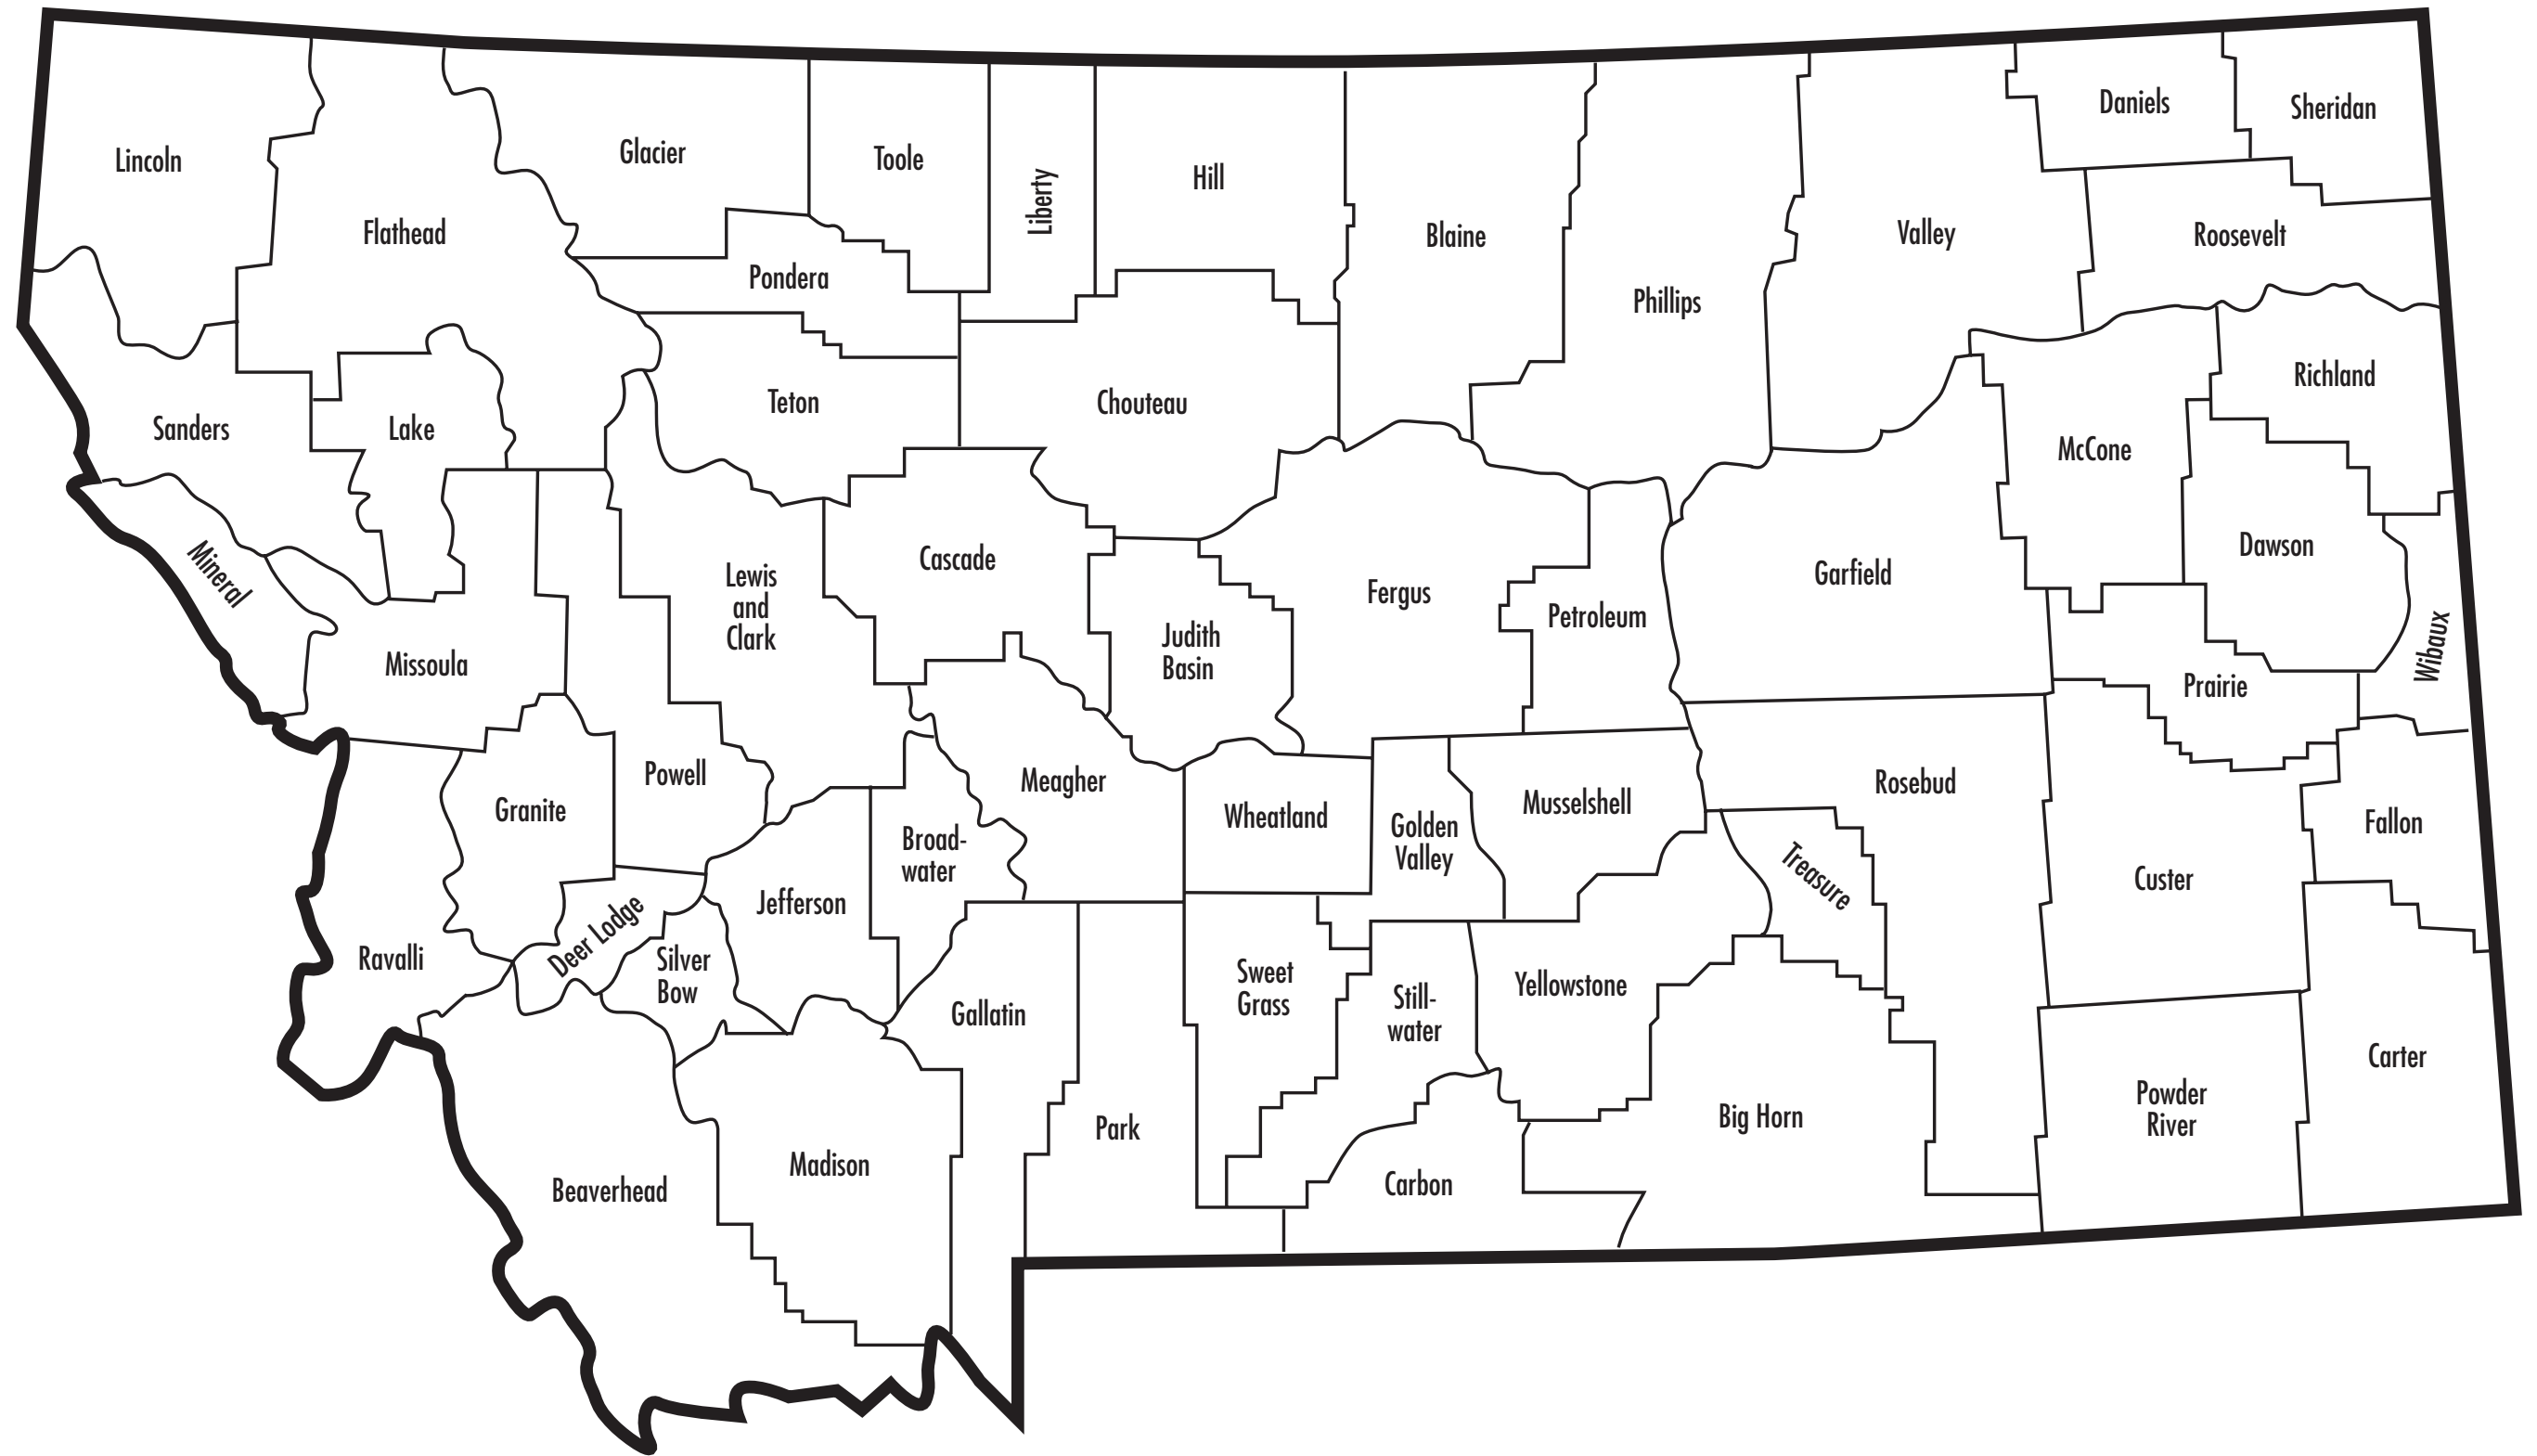 Lincoln
Flathead
Glacier
Toole
Liberty
Hill
Blaine
Phillips
Valley
Daniels
Sheridan
Roosevelt
Pondera
Teton
Chouteau
Sanders
Lake
McCone
Richland
Mineral
Missoula
Lewis
and
Clark
Cascade
Judith
Basin
Fergus
Petroleum
Garfield
Dawson
Prairie
Wibaux
Granite
Powell
Broad-
water
Meagher
Wheatland
Golden
Valley
Musselshell
Rosebud
Treasure
Custer
Fallon
Ravalli
Deer Lodge
Silver
Bow
Jefferson
Gallatin
Sweet
Grass
Still-
water
Yellowstone
Beaverhead
Madison
Park
Carbon
Big Horn
Powder
River
Carter